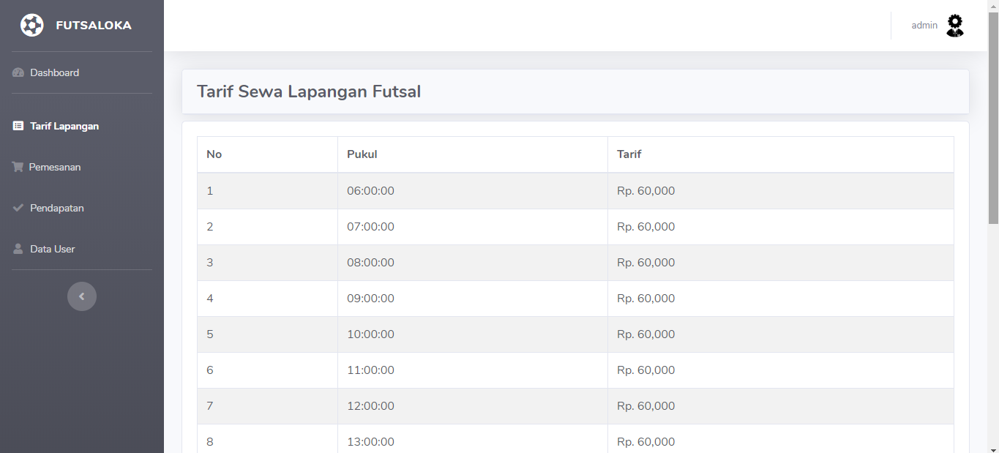 FUTSALOKA
admin
Dashboard
Tarif Lapangan
Pemesanan
Pendapatan
Data User
Tarif Sewa Lapangan Futsal
No Pukul Tarif
1 06:00:00 Rp. 60,000
2 07:00:00 Rp. 60,000
3 08:00:00 Rp. 60,000
4 09:00:00 Rp. 60,000
5 10:00:00 Rp. 60,000
6 11:00:00 Rp. 60,000
7 12:00:00 Rp. 60,000
8 13:00:00 Rp. 60,000